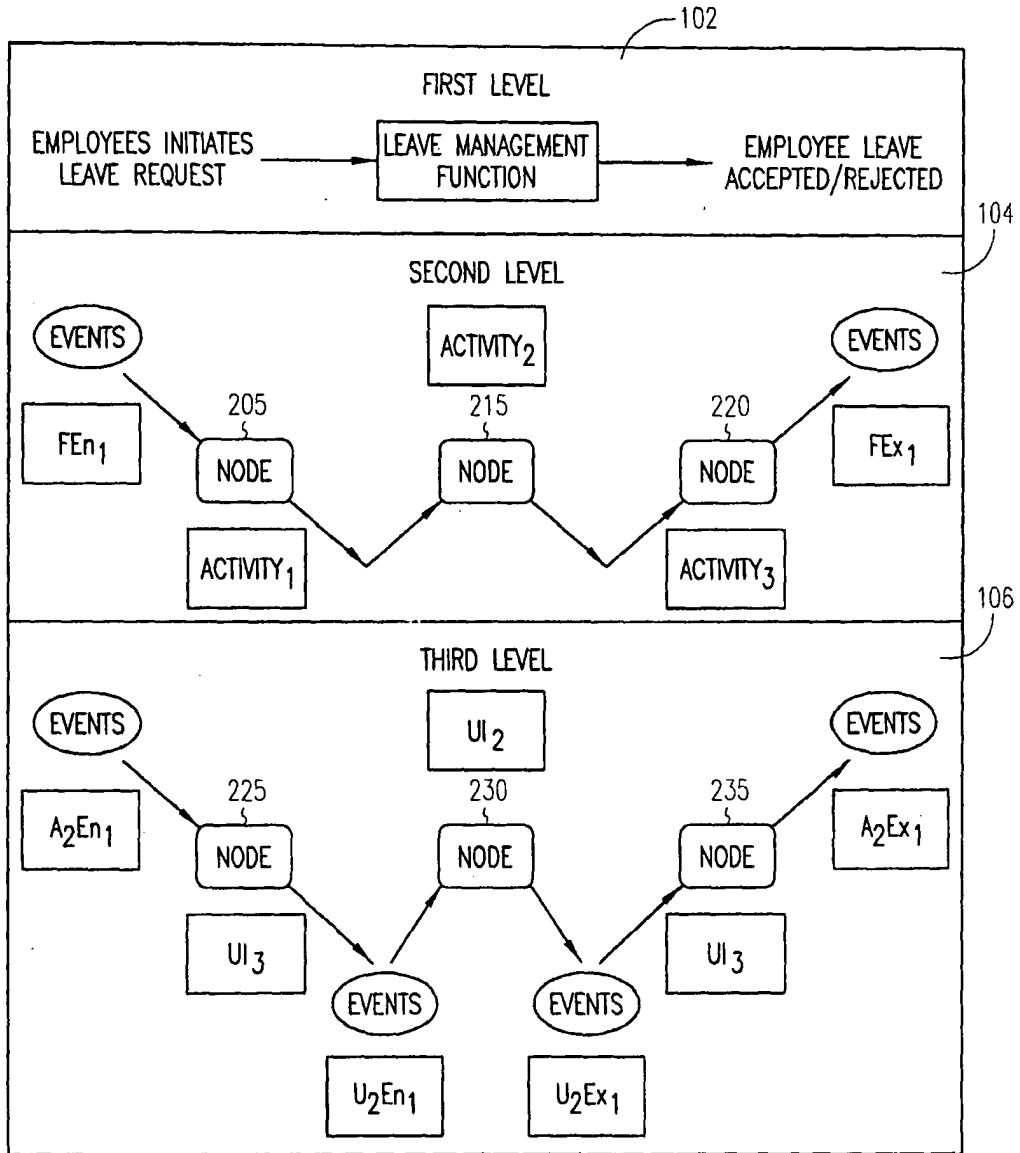 102
FIRST LEVEL
EMPLOYEES INITIATES
LEAVE REQUEST
LEAVE MANAGEMENT
FUNCTION
EMPLOYEE LEAVE
ACCEPTED/REJECTED
104
SECOND LEVEL
EVENTS
ACTIVITY₂
EVENTS
FEn₁
205
NODE
215
NODE
220
NODE
FEx₁
ACTIVITY₁
ACTIVITY₃
106
THIRD LEVEL
EVENTS
UI₂
EVENTS
A₂En₁
225
NODE
230
NODE
235
NODE
A₂Ex₁
UI₃
UI₃
EVENTS
EVENTS
U₂En₁
U₂Ex₁